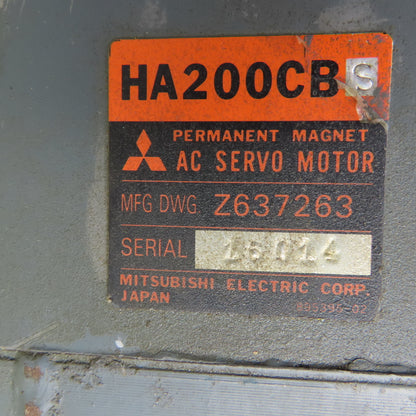 HA200CBS
PERMANENT MAGNET
AC SERVO MOTOR
MFG DWG Z637263
SERIAL 16014
MITSUBISHI ELECTRIC CORP.
JAPAN